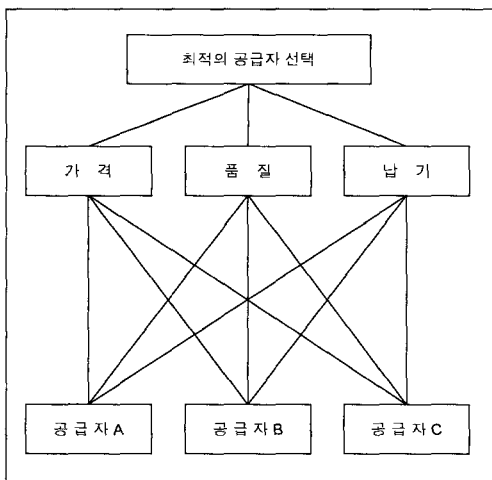 최적의 공급자 선택
가 격 품 질 납 기
공 급 자 A 공 급 자 B 공 급 자 C